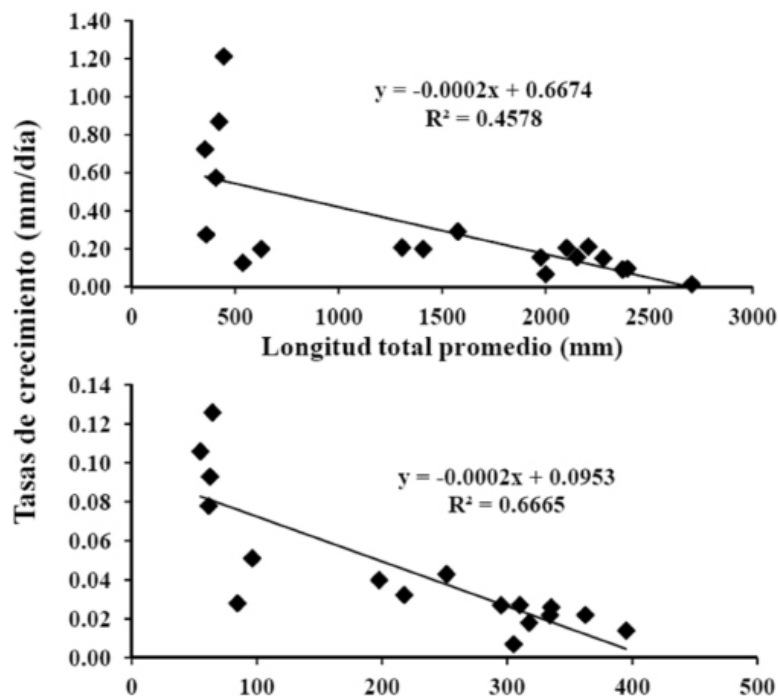 Tasas de crecimiento (mm/día)
1.40
1.20
1.00
0.80
0.60
0.40
0.20
0.00
y = -0.0002x + 0.6674
R² = 0.4578
0 500 1000 1500 2000 2500 3000
Longitud total promedio (mm)
0.14
0.12
0.10
0.08
0.06
0.04
0.02
0.00
y = -0.0002x + 0.0953
R² = 0.6665
0 100 200 300 400 500